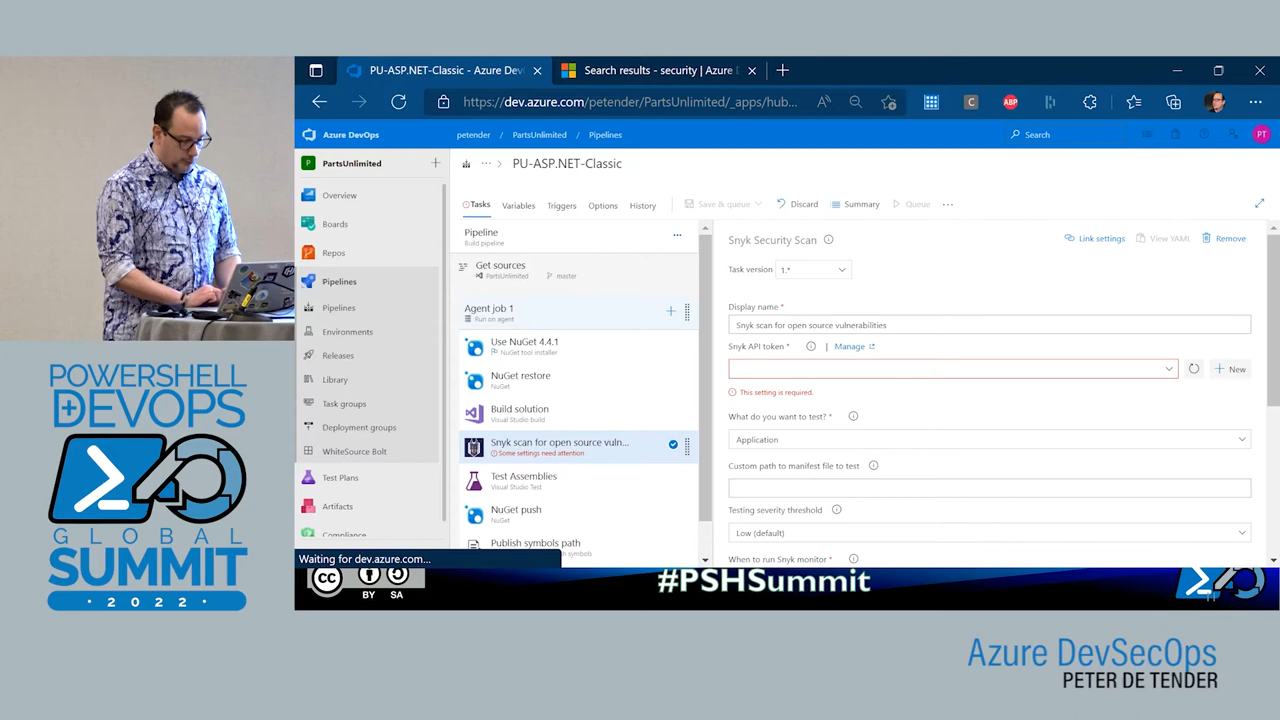 PU-ASP.NET-Classic - Azure Dev
Search results - security | Azure
https://dev.azure.com/petender/PartsUnlimited/_apps/hub...
Azure DevOps
petender / PartsUnlimited / Pipelines
Search
PT
P
PartsUnlimited
Overview
Boards
Repos
Pipelines
Pipelines
Environments
Releases
Library
Task groups
Deployment groups
WhiteSource Bolt
Test Plans
Artifacts
Compliance
Waiting for dev.azure.com...
PU-ASP.NET-Classic
Tasks
Variables
Triggers
Options
History
Save & queue
Discard
Summary
Queue
Pipeline
Build pipeline
Get sources
PartsUnlimited
master
Agent job 1
Run on agent
Use NuGet 4.4.1
NuGet tool installer
NuGet restore
NuGet
Build solution
Visual Studio build
Snyk scan for open source vuln...
Some settings need attention
Test Assemblies
Visual Studio Test
NuGet push
NuGet
Publish symbols path
Snyk Security Scan
Link settings
View YAML
Remove
Task version 1.*
Display name *
Snyk scan for open source vulnerabilities
Snyk API token * | Manage
New
This setting is required.
What do you want to test? *
Application
Custom path to manifest file to test
Testing severity threshold
Low (default)
When to run Snyk monitor *
POWERSHELL
+DEVOPS
GLOBAL
SUMMIT
· 2022 ·
CC
BY SA
#PSHSummit
Azure DevSecOps
PETER DE TENDER